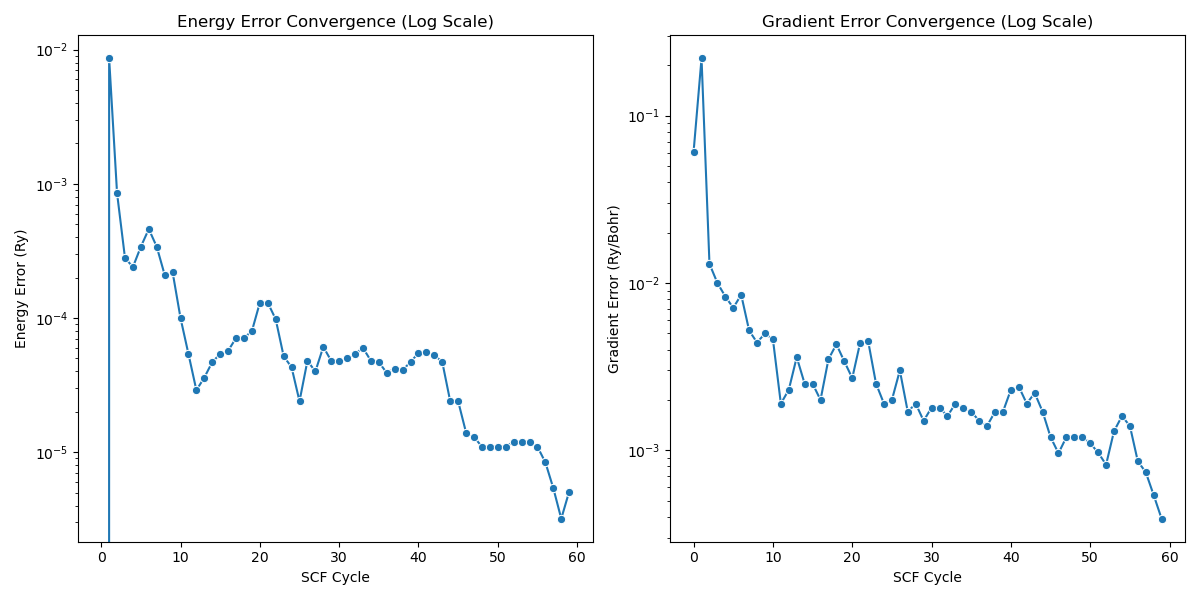 Energy Error Convergence (Log Scale)
10⁻²
10⁻³
10⁻⁴
10⁻⁵
Energy Error (Ry)
0 10 20 30 40 50 60
SCF Cycle
Gradient Error Convergence (Log Scale)
10⁻¹
10⁻²
10⁻³
Gradient Error (Ry/Bohr)
0 10 20 30 40 50 60
SCF Cycle